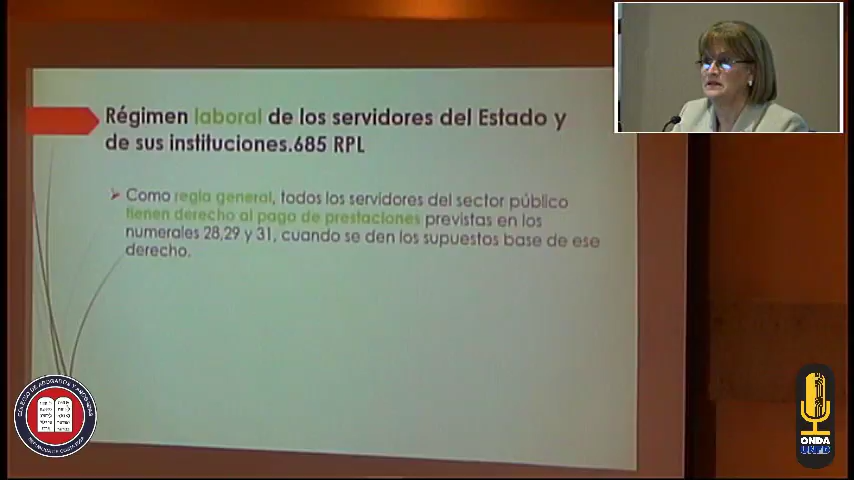 Régimen laboral de los servidores del Estado y
de sus instituciones.685 RPL
Como regla general, todos los servidores del sector público
tienen derecho al pago de prestaciones previstas en los
numerales 28,29 y 31, cuando se den los supuestos base de ese
derecho.
ONDA
UNED